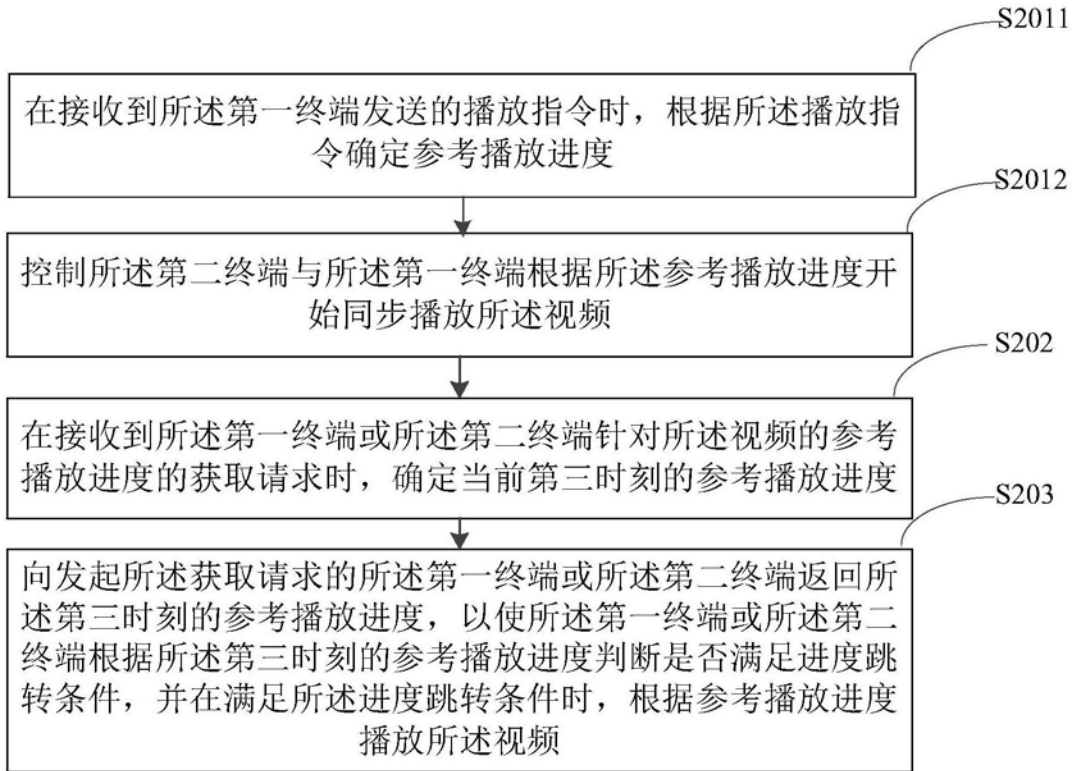 S2011
在接收到所述第一终端发送的播放指令时，根据所述播放指
令确定参考播放进度
S2012
控制所述第二终端与所述第一终端根据所述参考播放进度开
始同步播放所述视频
S202
在接收到所述第一终端或所述第二终端针对所述视频的参考
播放进度的获取请求时，确定当前第三时刻的参考播放进度
S203
向发起所述获取请求的所述第一终端或所述第二终端返回所
述第三时刻的参考播放进度，以使所述第一终端或所述第二
终端根据所述第三时刻的参考播放进度判断是否满足进度跳
转条件，并在满足所述进度跳转条件时，根据参考播放进度
播放所述视频